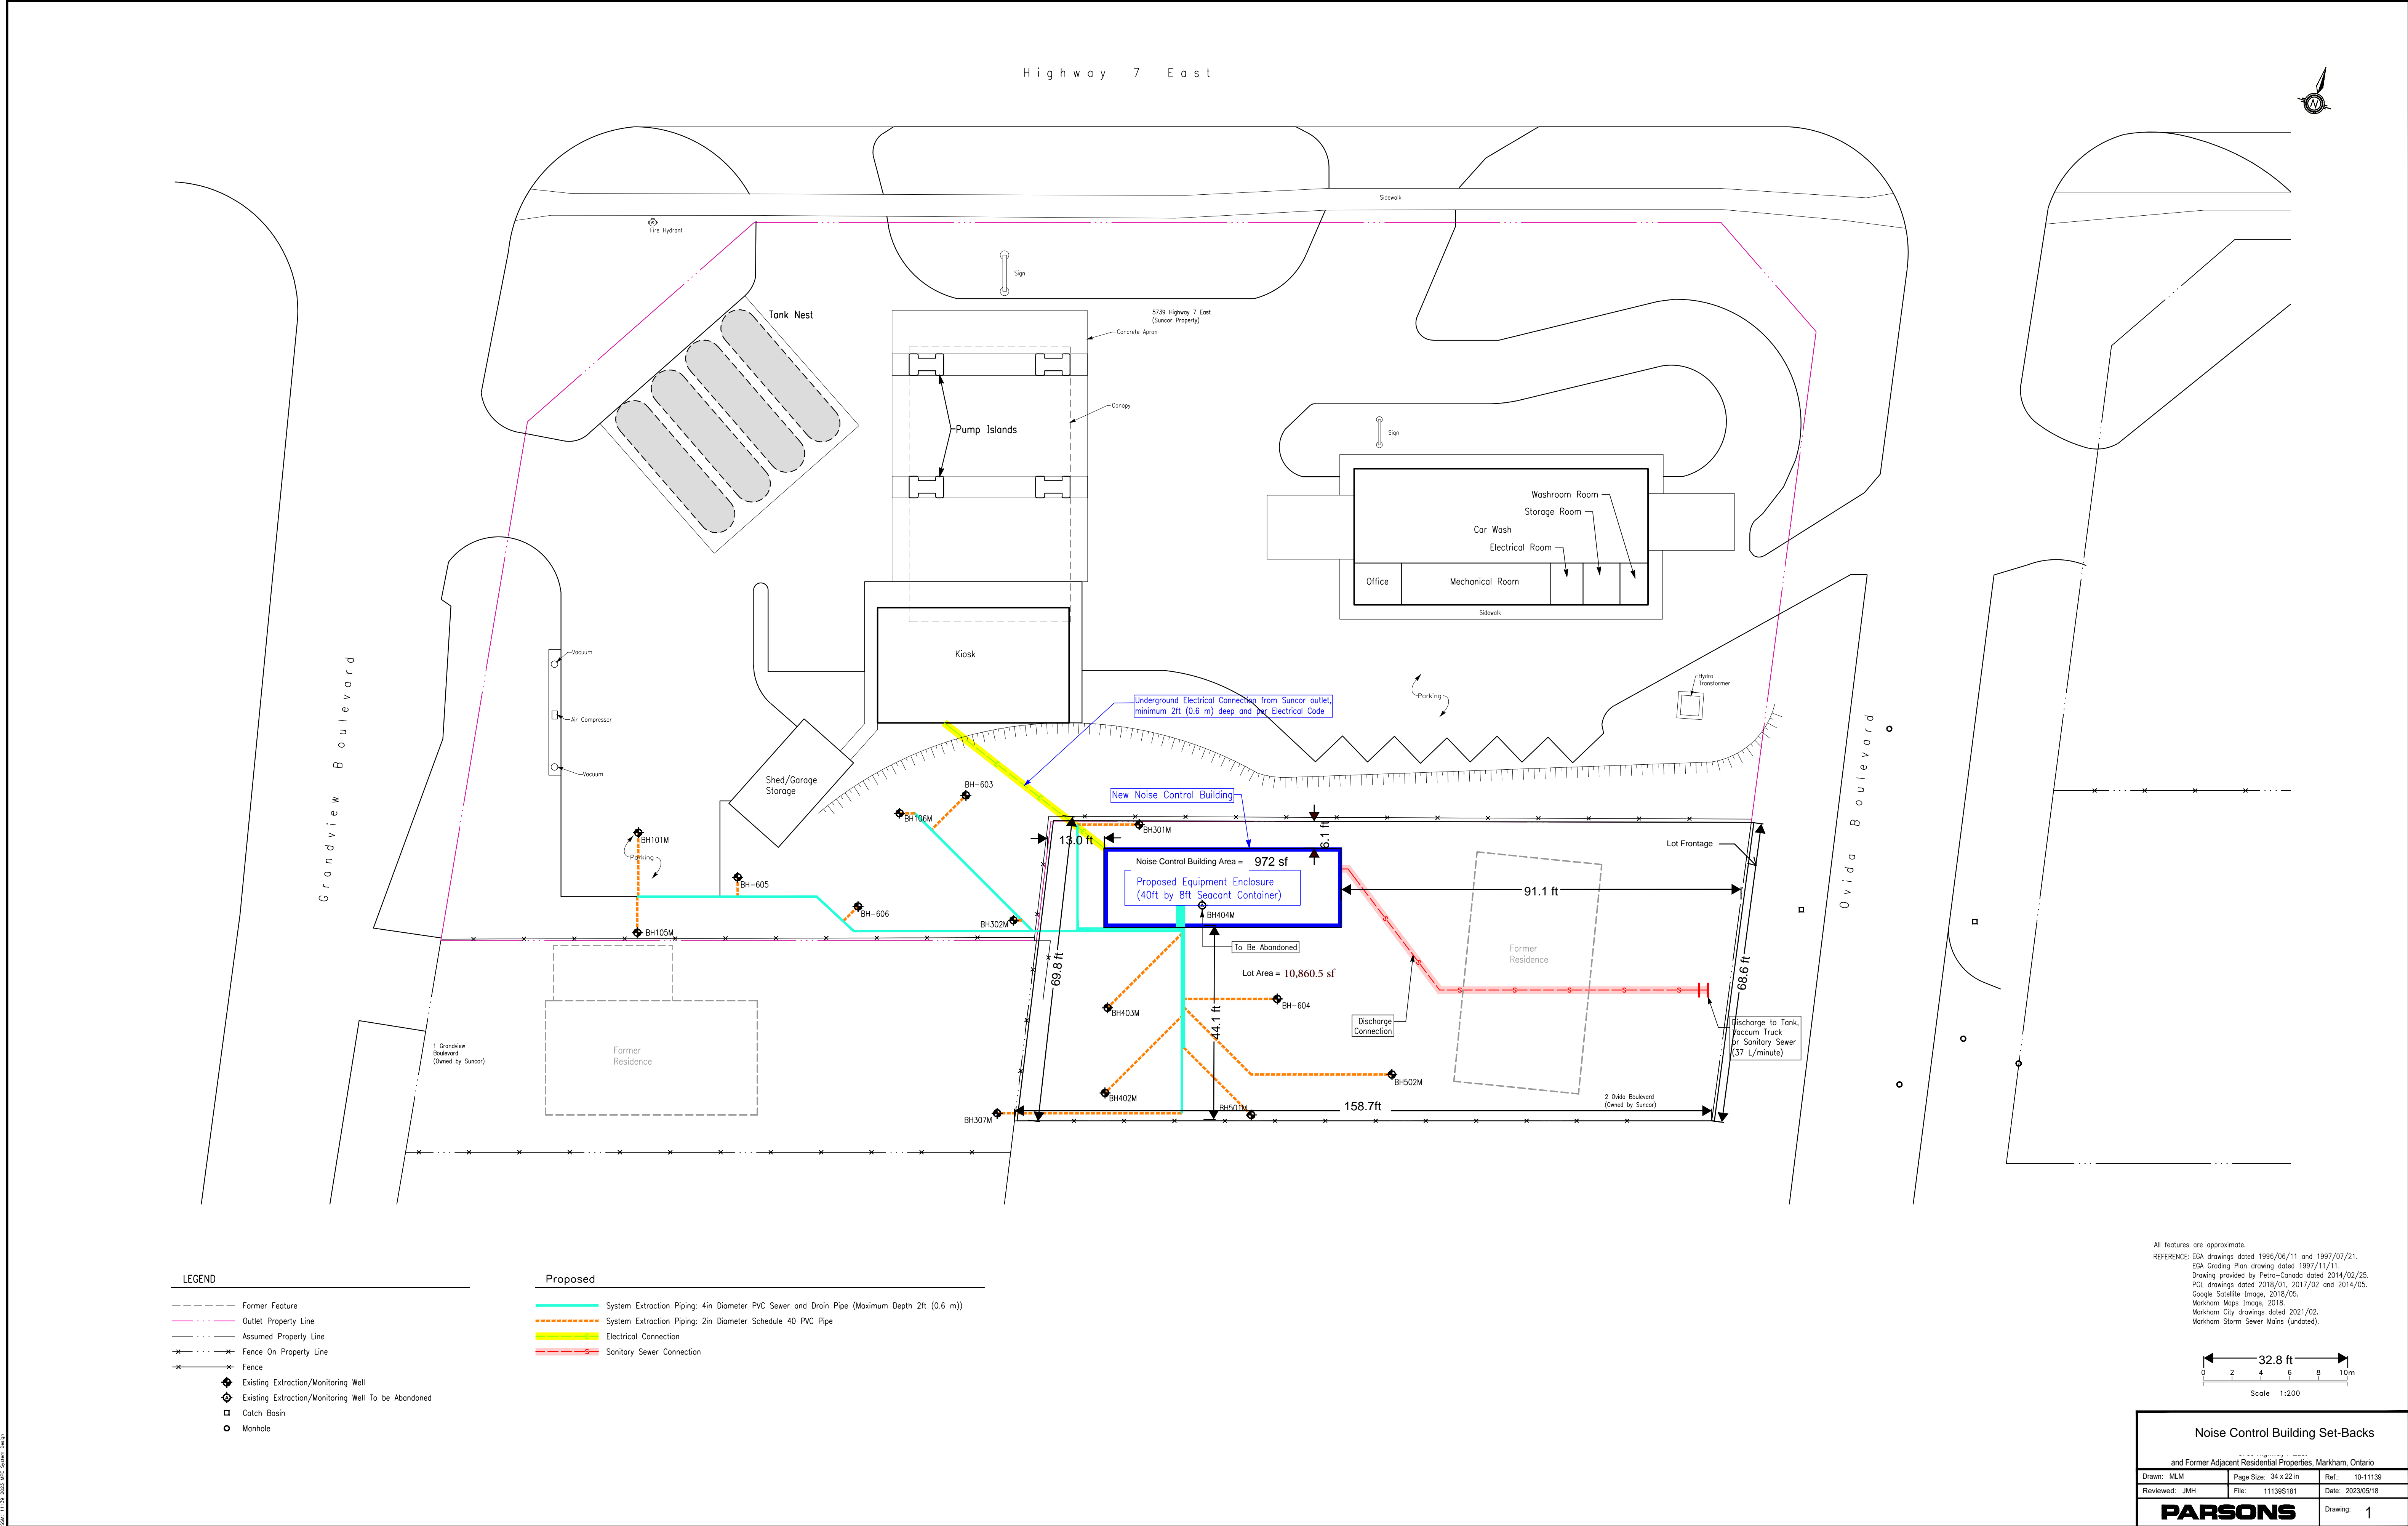 Highway 7 East
Sidewalk
Fire Hydrant
Sign
Tank Nest
5739 Highway 7 East
(Suncor Property)
Concrete Apron
Canopy
Pump Islands
Sign
Washroom Room
Storage Room
Car Wash
Electrical Room
Office
Mechanical Room
Sidewalk
Kiosk
Vacuum
Air Compressor
Vacuum
Grandview Boulevard
Ovida Boulevard
Hydro
Transformer
Parking
Underground Electrical Connection from Suncor outlet,
minimum 2ft (0.6 m) deep and per Electrical Code
Shed/Garage
Storage
BH-603
New Noise Control Building
BH106M
BH301M
BH101M
Parking
13.0 ft
6.1 ft
Lot Frontage
Noise Control Building Area = 972 sf
Proposed Equipment Enclosure
(40ft by 8ft Seacant Container)
91.1 ft
BH-605
BH-606
BH302M
BH404M
BH105M
To Be Abandoned
Former
Residence
69.8 ft
Lot Area = 10,860.5 sf
68.6 ft
BH403M
BH-604
44.1 ft
Discharge
Connection
S
S
S
S
S
S
S
Discharge to Tank,
Vaccum Truck
or Sanitary Sewer
(37 L/minute)
1 Grandview
Boulevard
(Owned by Suncor)
Former
Residence
BH502M
BH402M
BH501M
158.7ft
2 Ovida Boulevard
(Owned by Suncor)
BH307M
LEGEND
Former Feature
Outlet Property Line
Assumed Property Line
Fence On Property Line
Fence
Existing Extraction/Monitoring Well
Existing Extraction/Monitoring Well To be Abandoned
Catch Basin
Manhole
Proposed
System Extraction Piping: 4in Diameter PVC Sewer and Drain Pipe (Maximum Depth 2ft (0.6 m))
System Extraction Piping: 2in Diameter Schedule 40 PVC Pipe
Electrical Connection
Sanitary Sewer Connection
All features are approximate.
REFERENCE: EGA drawings dated 1996/06/11 and 1997/07/21.
EGA Grading Plan drawing dated 1997/11/11.
Drawing provided by Petro-Canada dated 2014/02/25.
PGL drawings dated 2018/01, 2017/02 and 2014/05.
Google Satellite Image, 2018/05.
Markham Maps Image, 2018.
Markham City drawings dated 2021/02.
Markham Storm Sewer Mains (undated).
32.8 ft
0 2 4 6 8 10m
Scale 1:200
Noise Control Building Set-Backs
and Former Adjacent Residential Properties, Markham, Ontario
Drawn: MLM
Page Size: 34 x 22 in
Ref.: 10-11139
Reviewed: JMH
File: 11139S181
Date: 2023/05/18
PARSONS
Drawing: 1
11139 2023 MPE System Design